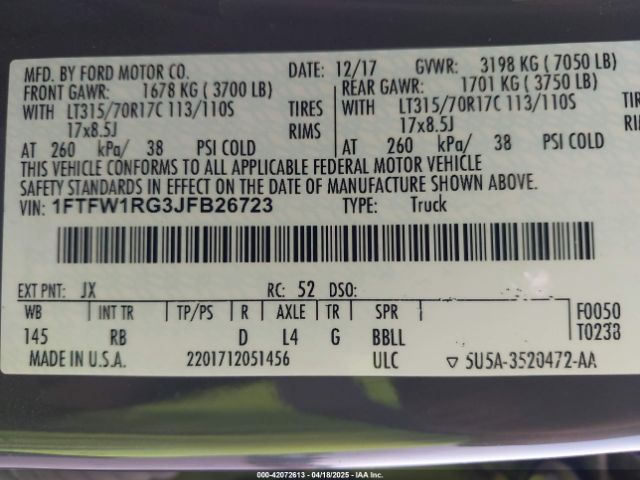 MFD. BY FORD MOTOR CO. DATE: 12/17 GVWR: 3198 KG ( 7050 LB)
FRONT GAWR: 1678 KG ( 3700 LB) REAR GAWR: 1701 KG ( 3750 LB)
WITH LT315/70R17C 113/110S TIRES WITH LT315/70R17C 113/110S TIRE
17x8.5J RIMS 17x8.5J RIM
AT 260 kPa/ 38 PSI COLD AT 260 kPa/ 38 PSI COLD
THIS VEHICLE CONFORMS TO ALL APPLICABLE FEDERAL MOTOR VEHICLE
SAFETY STANDARDS IN EFFECT ON THE DATE OF MANUFACTURE SHOWN ABOVE.
VIN: 1FTFW1RG3JFB26723 TYPE: Truck
EXT PNT: JX RC: 52 DSO:
WB INT TR TP/PS R AXLE TR SPR F0050
145 RB D L4 G BBLL T0233
MADE IN U.S.A. 2201712051456 ULC ▽ 5U5A-3520472-AA
000-42072613 - 04/18/2025 - IAA Inc.